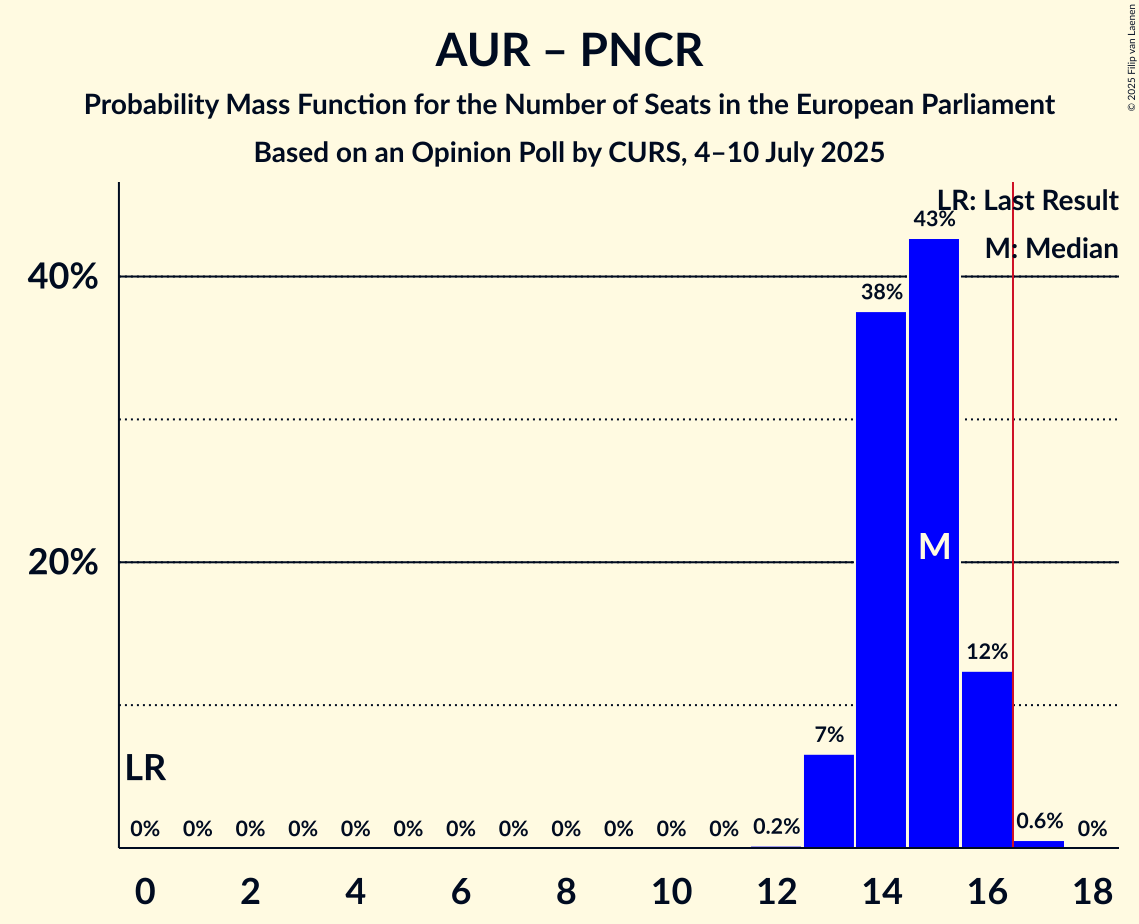 AUR – PNCR
Probability Mass Function for the Number of Seats in the European Parliament
Based on an Opinion Poll by CURS, 4–10 July 2025
© 2025 Filip van Laenen
LR: Last Result
M: Median
43%
40%
38%
M
20%
12%
7%
LR
0% 0% 0% 0% 0% 0% 0% 0% 0% 0% 0% 0% 0.2% 0.6% 0%
0 2 4 6 8 10 12 14 16 18